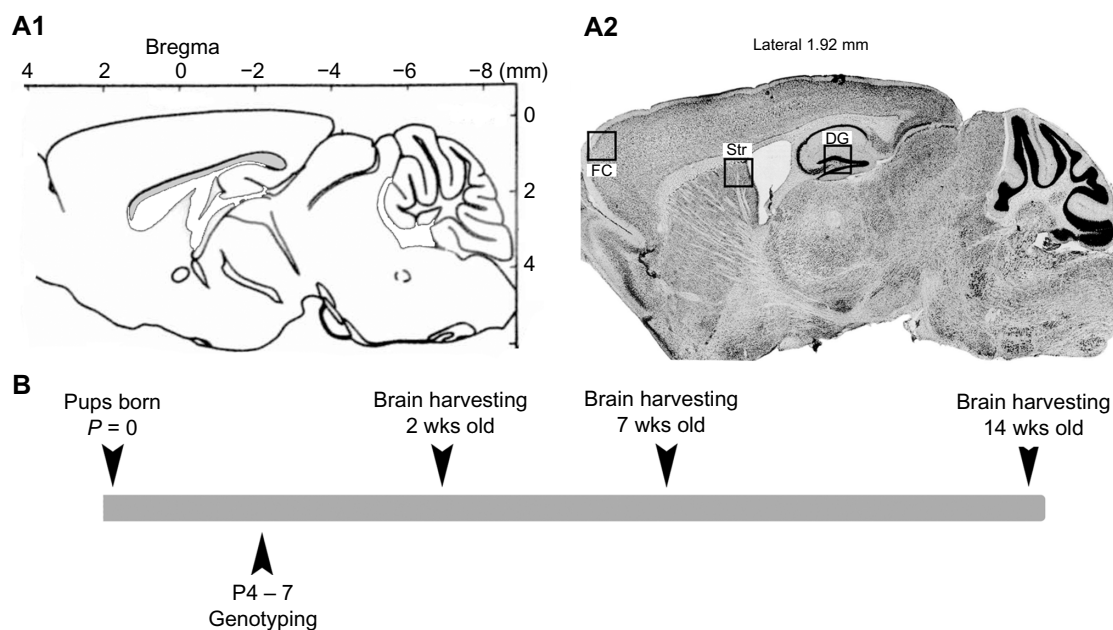 A1
Bregma
4 2 0 −2 −4 −6 −8 (mm)
0
2
4
A2
Lateral 1.92 mm
FC
Str
DG
B
Pups born
P = 0
Brain harvesting
2 wks old
Brain harvesting
7 wks old
Brain harvesting
14 wks old
P4 – 7
Genotyping